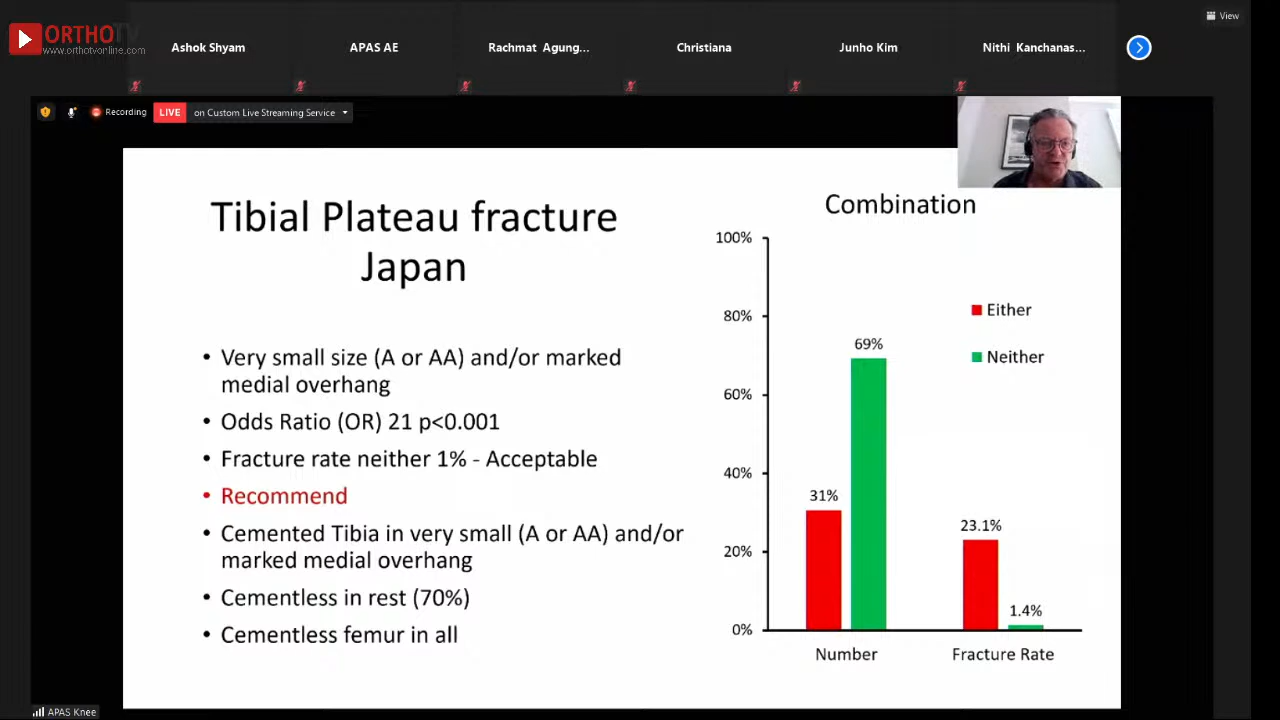 ORTHOTV
www.orthotvonline.com
View
Ashok Shyam
APAS AE
Rachmat Agung...
Christiana
Junho Kim
Nithi Kanchanas...
Recording
LIVE
on Custom Live Streaming Service
Tibial Plateau fracture
Japan
• Very small size (A or AA) and/or marked
medial overhang
• Odds Ratio (OR) 21 p<0.001
• Fracture rate neither 1% - Acceptable
• Recommend
• Cemented Tibia in very small (A or AA) and/or
marked medial overhang
• Cementless in rest (70%)
• Cementless femur in all
Combination
100%
80%
60%
40%
20%
0%
Either
Neither
31%
69%
23.1%
1.4%
Number
Fracture Rate
APAS Knee